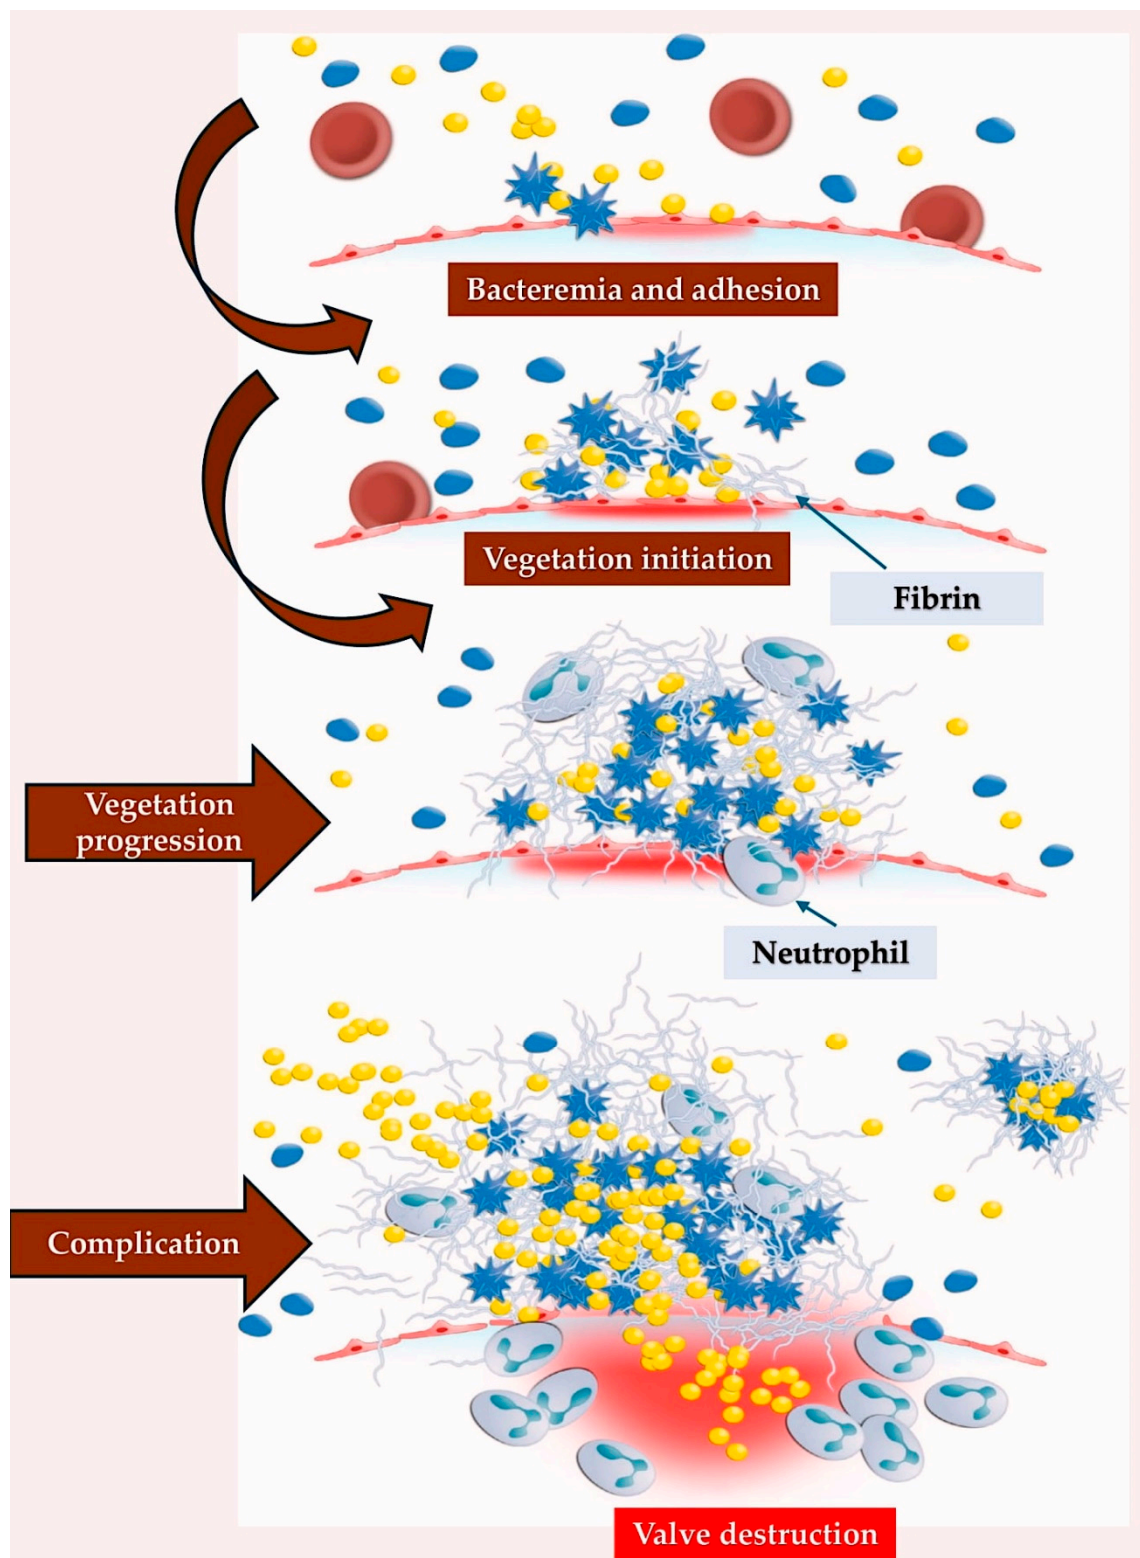 Bacteremia and adhesion
Vegetation initiation
Fibrin
Vegetation
progression
Neutrophil
Complication
Valve destruction